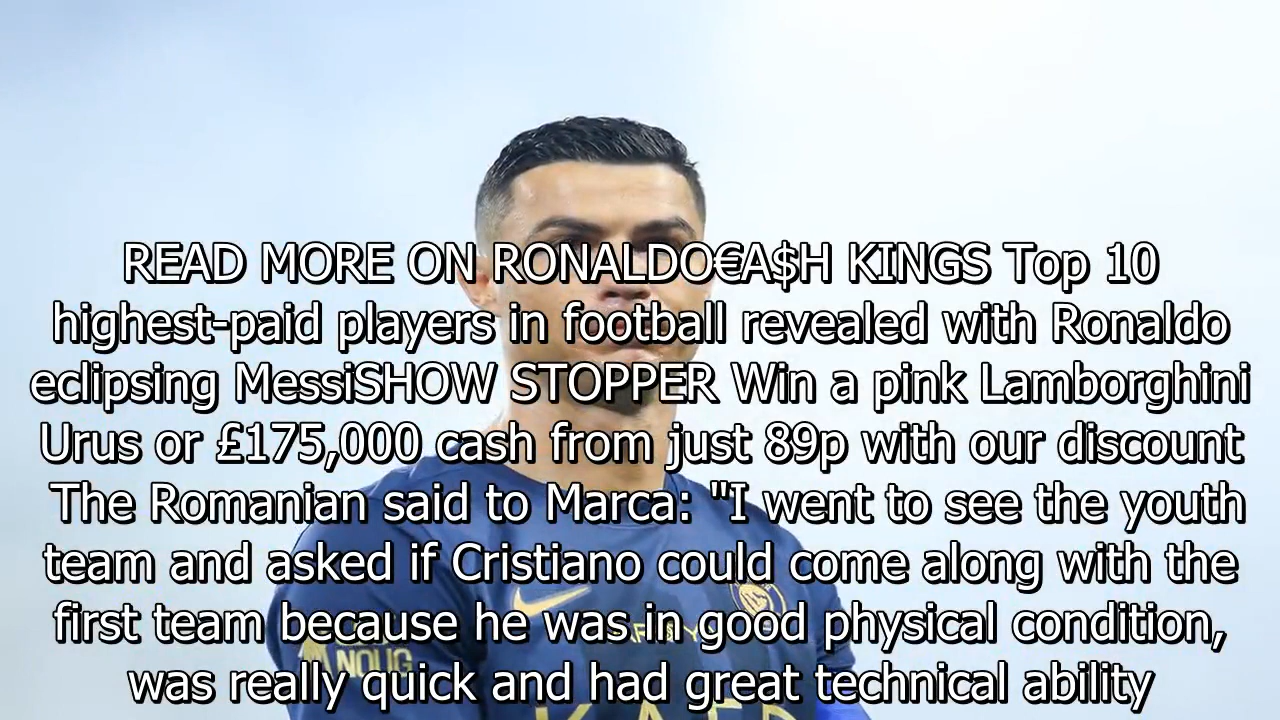 READ MORE ON RONALDO€A$H KINGS Top 10
highest-paid players in football revealed with Ronaldo
eclipsing MessiSHOW STOPPER Win a pink Lamborghini
Urus or £175,000 cash from just 89p with our discount
The Romanian said to Marca: "I went to see the youth
team and asked if Cristiano could come along with the
first team because he was in good physical condition,
was really quick and had great technical ability